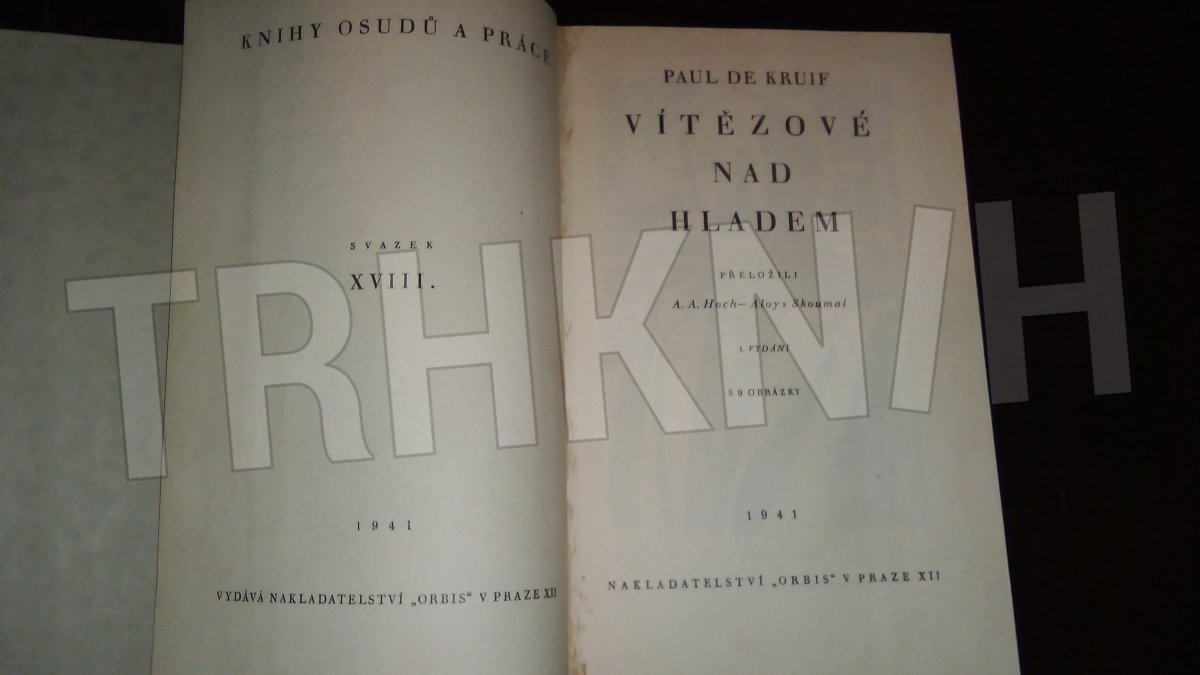 KNIHY OSUDŮ A PRÁCE
SVAZEK
XVIII.
1941
VYDÁVÁ NAKLADATELSTVÍ „ORBIS“ V PRAZE XII
PAUL DE KRUIF
VÍTĚZOVÉ
NAD
HLADEM
PŘELOŽILI
A. A. Hoch—Aloys Skoumal
3. VYDÁNÍ
S 9 OBRÁZKY
1941
NAKLADATELSTVÍ „ORBIS“ V PRAZE XII
TRHKNIH